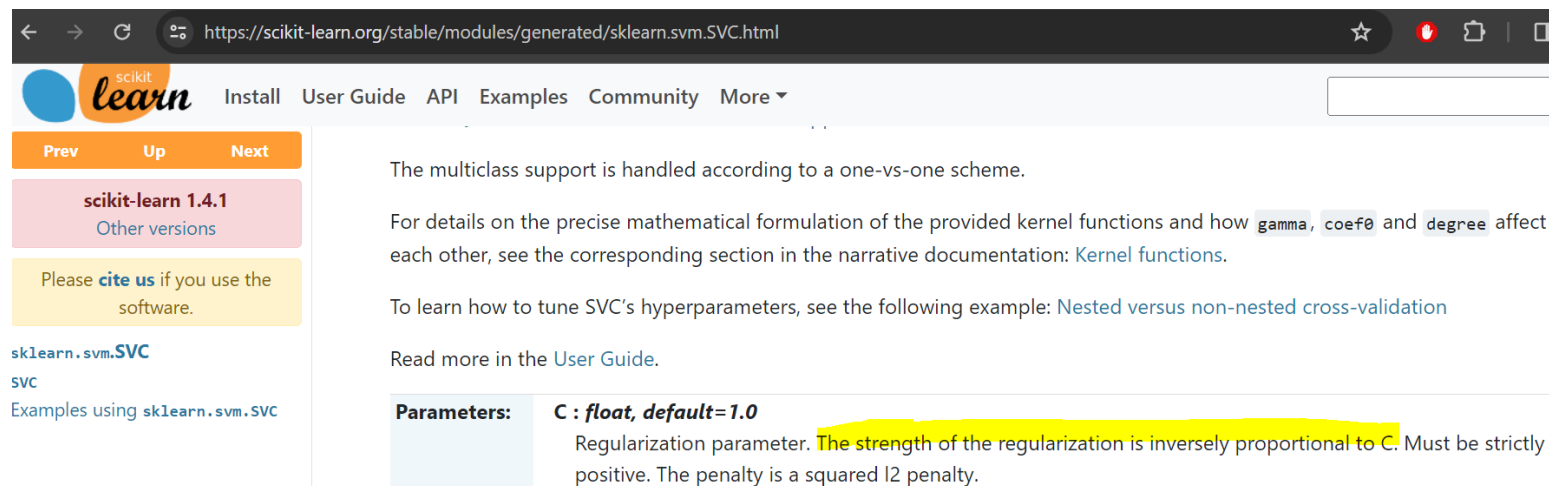 https://scikit-learn.org/stable/modules/generated/sklearn.svm.SVC.html
scikit
learn
Install User Guide API Examples Community More
Prev Up Next
scikit-learn 1.4.1
Other versions
Please cite us if you use the
software.
sklearn.svm.SVC
SVC
Examples using sklearn.svm.SVC
The multiclass support is handled according to a one-vs-one scheme.
For details on the precise mathematical formulation of the provided kernel functions and how gamma, coef0 and degree affect
each other, see the corresponding section in the narrative documentation: Kernel functions.
To learn how to tune SVC’s hyperparameters, see the following example: Nested versus non-nested cross-validation
Read more in the User Guide.
Parameters: C : float, default=1.0
Regularization parameter. The strength of the regularization is inversely proportional to C. Must be strictly
positive. The penalty is a squared l2 penalty.